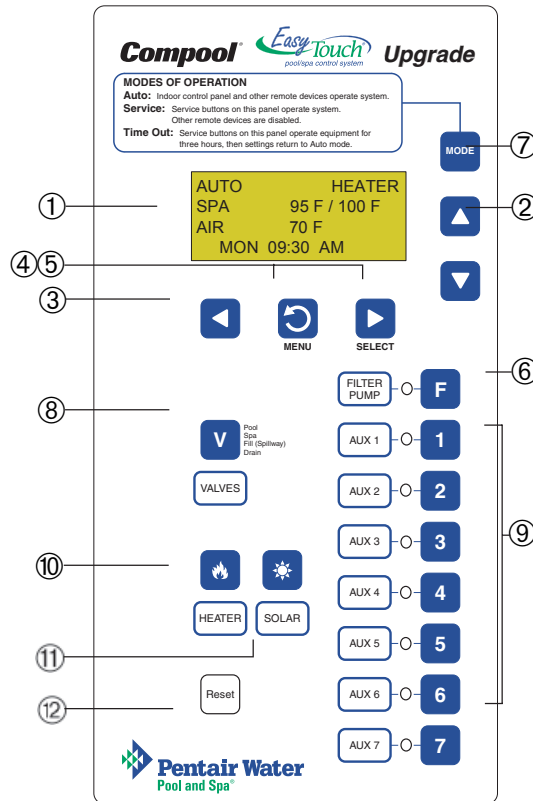 Compool® EasyTouch® Upgrade
pool/spa control system
MODES OF OPERATION
Auto: Indoor control panel and other remote devices operate system.
Service: Service buttons on this panel operate system.
Other remote devices are disabled.
Time Out: Service buttons on this panel operate equipment for
three hours, then settings return to Auto mode.
MODE
⑦
①
AUTO HEATER
SPA 95 F / 100 F
AIR 70 F
MON 09:30 AM
②
④⑤
③
MENU
SELECT
⑥
FILTER
PUMP
F
⑧
V
Pool
Spa
Fill (Spillway)
Drain
VALVES
AUX 1
1
AUX 2
2
⑨
AUX 3
3
⑩
AUX 4
4
HEATER
SOLAR
⑪
AUX 5
5
Reset
⑫
AUX 6
6
AUX 7
7
Pentair Water
Pool and Spa®